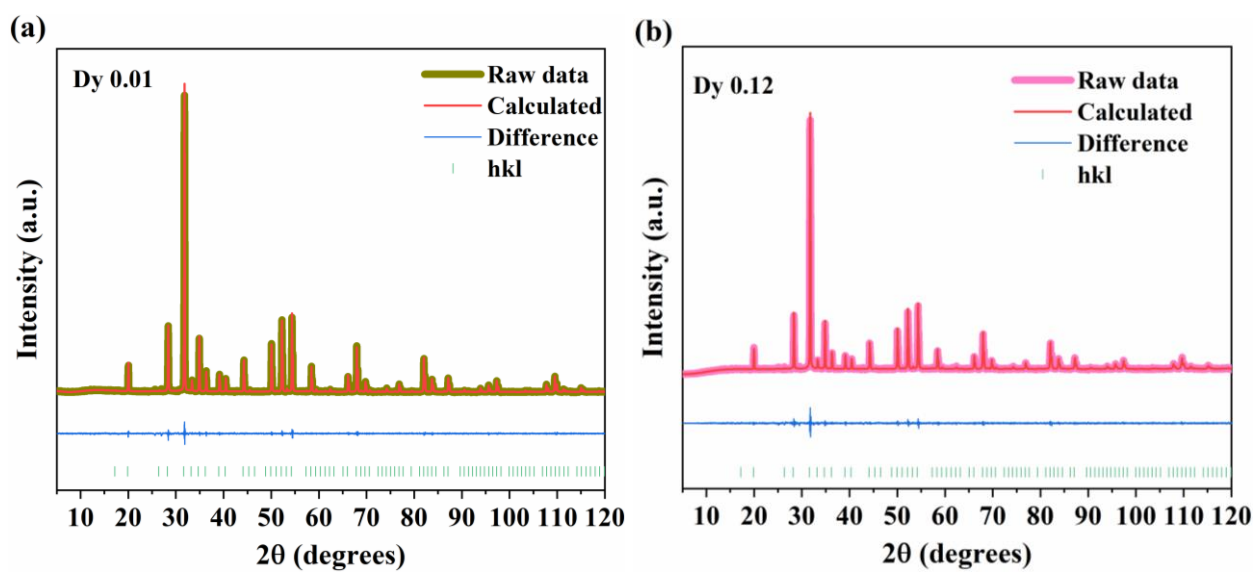 (a)
Dy 0.01
Raw data
Calculated
Difference
hkl
Intensity (a.u.)
10 20 30 40 50 60 70 80 90 100 110 120
2θ (degrees)
(b)
Dy 0.12
Raw data
Calculated
Difference
hkl
Intensity (a.u.)
10 20 30 40 50 60 70 80 90 100 110 120
2θ (degrees)